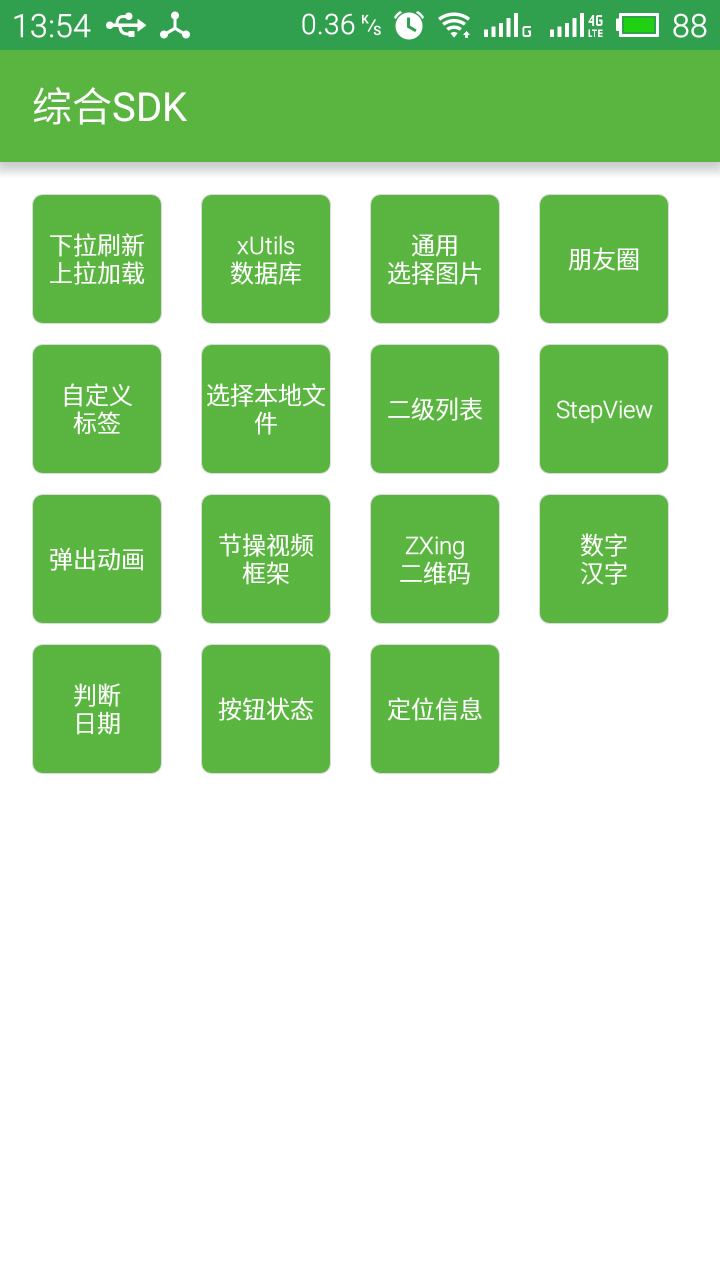 13:54
0.36 K/s
G
4G LTE
88
综合SDK
下拉刷新
上拉加载
xUtils
数据库
通用
选择图片
朋友圈
自定义
标签
选择本地文
件
二级列表
StepView
弹出动画
节操视频
框架
ZXing
二维码
数字
汉字
判断
日期
按钮状态
定位信息